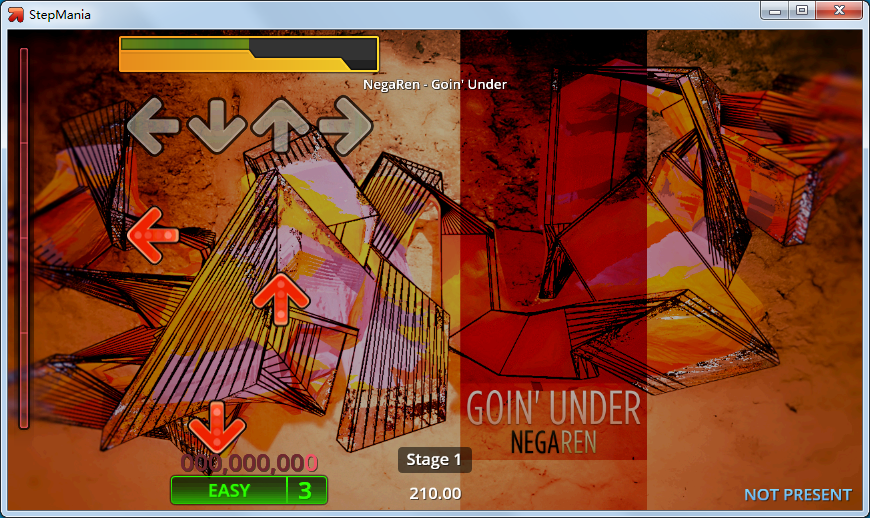 StepMania
NegaRen - Goin' Under
GOIN' UNDER
NEGAREN
000,000,000
Stage 1
EASY 3
210.00
NOT PRESENT